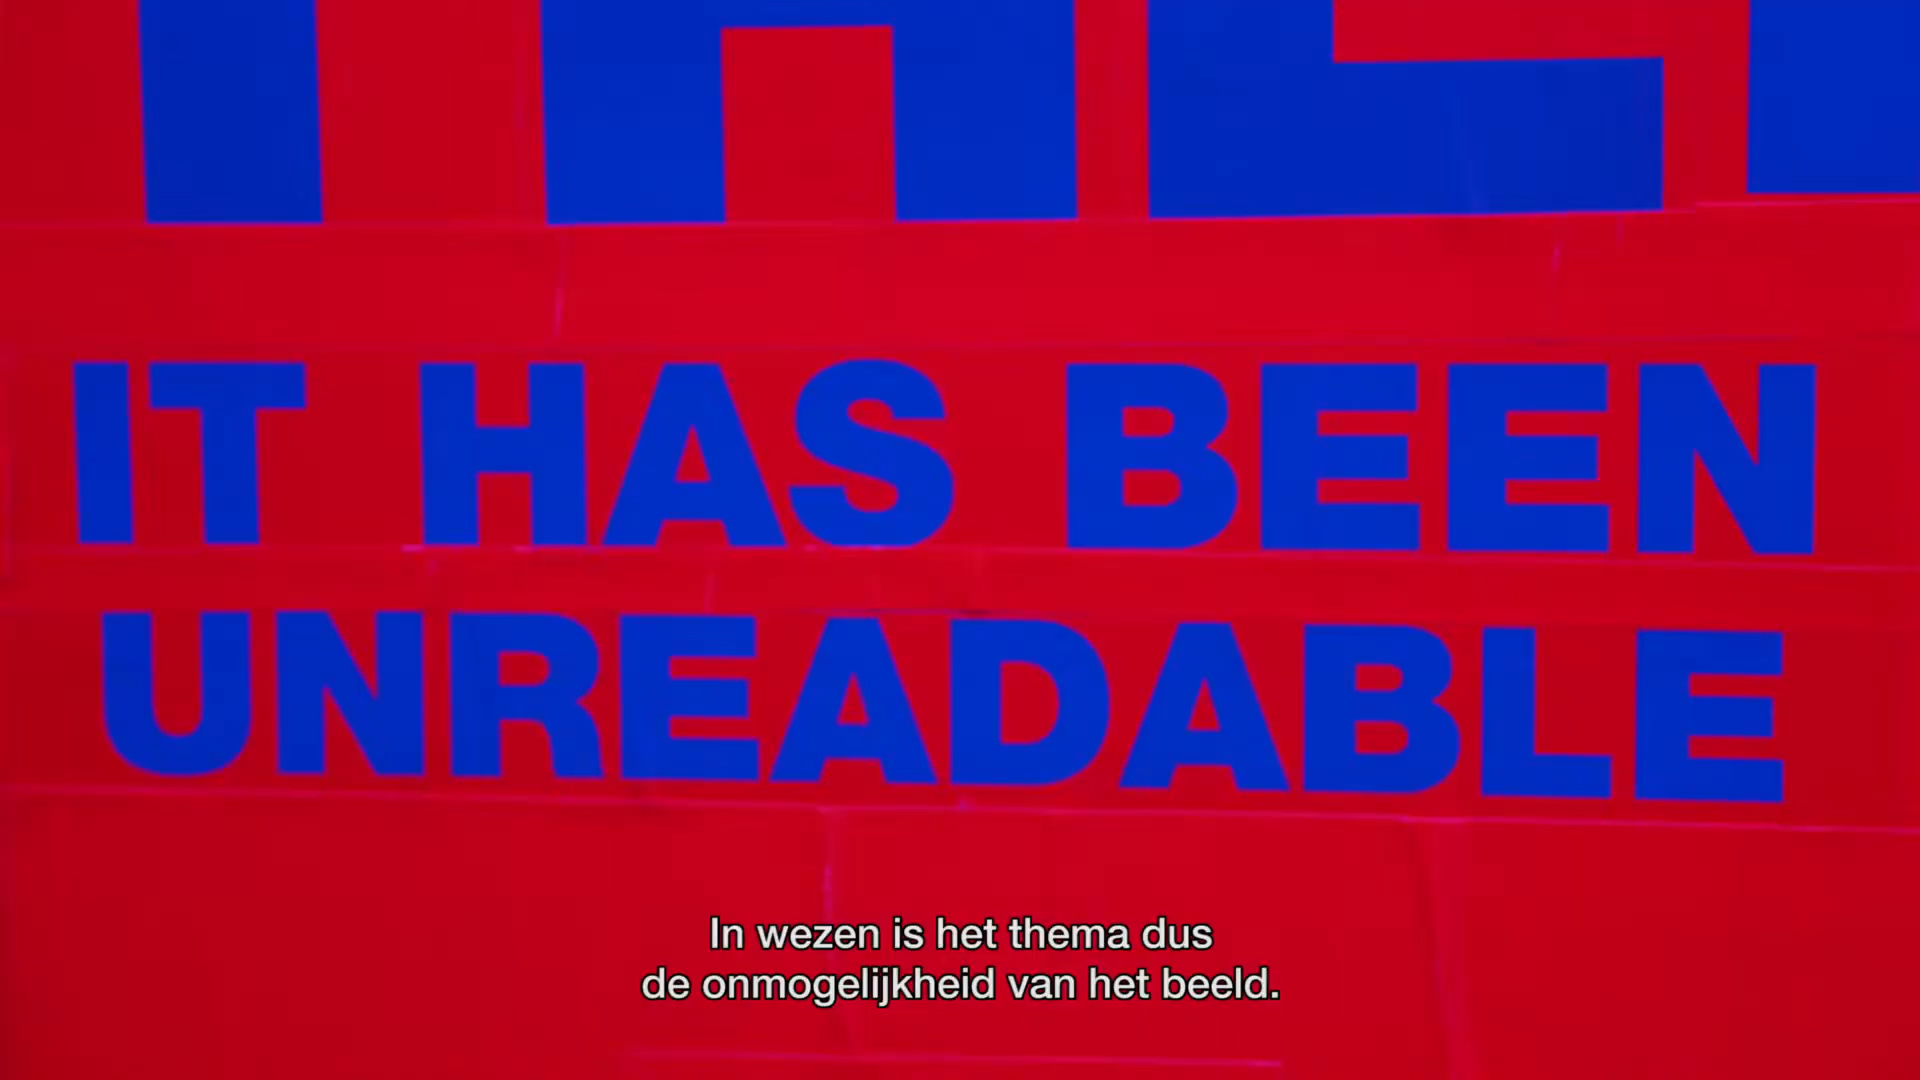 IT HAS BEEN
UNREADABLE
In wezen is het thema dus
de onmogelijkheid van het beeld.